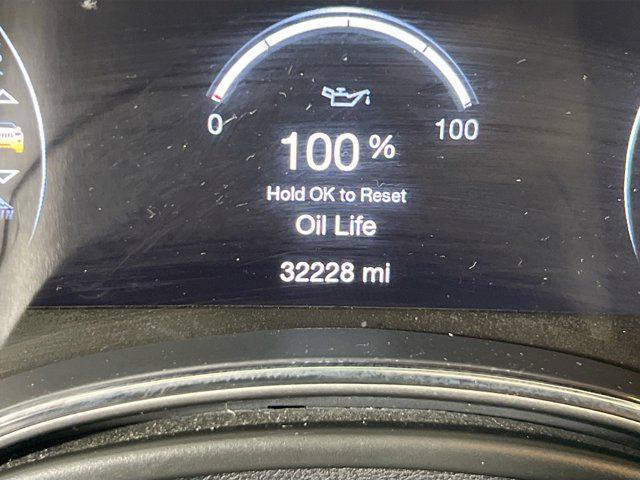 0 100
100 %
Hold OK to Reset
Oil Life
32228 mi